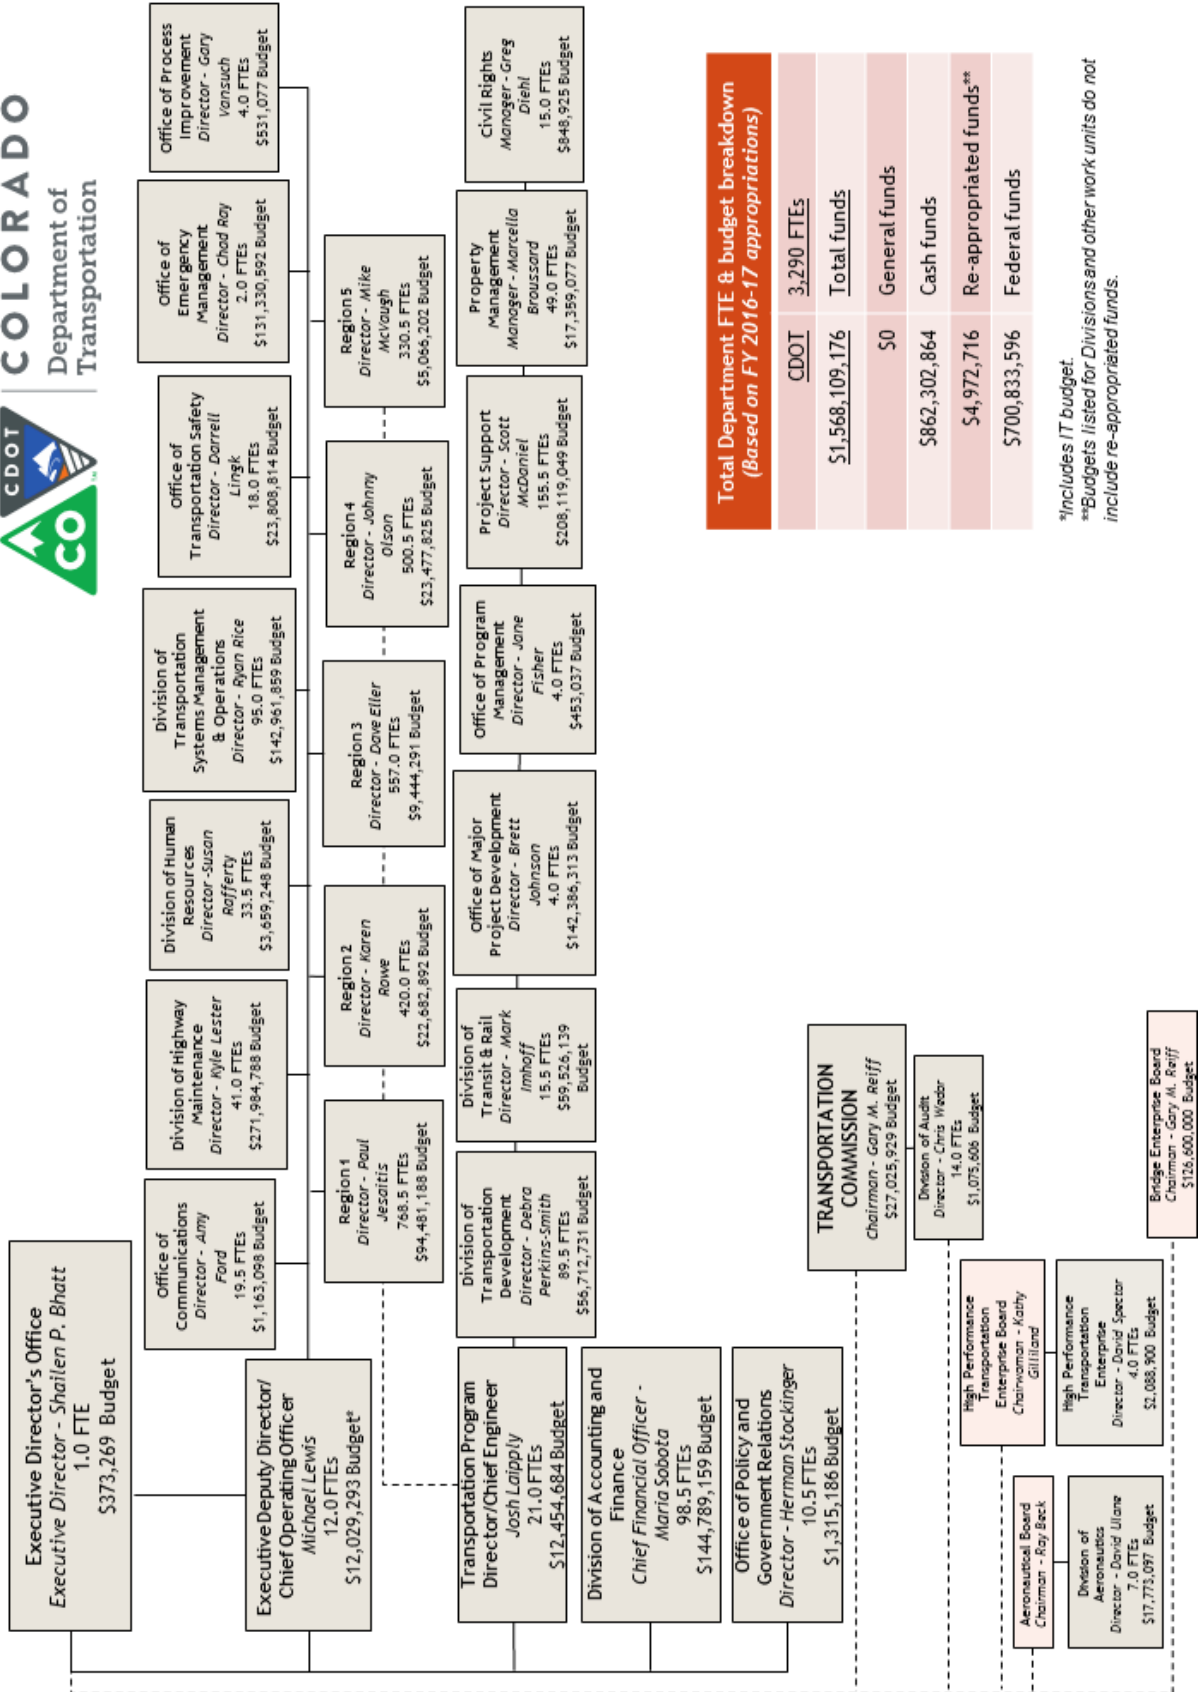 COLORADO
Department of
Transportation
CDOT
CO
TM
Executive Director's Office
Executive Director - Shailen P. Bhatt
1.0 FTE
$373,269 Budget
Office of
Communications
Director - Amy
Ford
19.5 FTEs
$1,163,098 Budget
Division of Highway
Maintenance
Director - Kyle Lester
41.0 FTEs
$271,984,788 Budget
Division of Human
Resources
Director -Susan
Rafferty
33.5 FTEs
$3,659,248 Budget
Division of
Transportation
Systems Management
& Operations
Director - Ryan Rice
95.0 FTEs
$142,961,859 Budget
Office of
Transportation Safety
Director - Darrell
Lingk
18.0 FTEs
$23,808,814 Budget
Office of
Emergency
Management
Director - Chad Ray
2.0 FTEs
$131,330,592 Budget
Office of Process
Improvement
Director - Gary
Vansuch
4.0 FTEs
$531,077 Budget
Executive Deputy Director/
Chief Operating Officer
Michael Lewis
12.0 FTEs
$12,029,293 Budget*
Region 1
Director - Paul
Jesaitis
768.5 FTEs
$94,481,188 Budget
Region 2
Director - Karen
Rowe
420.0 FTEs
$22,682,892 Budget
Region 3
Director - Dave Eller
557.0 FTEs
$9,444,291 Budget
Region 4
Director - Johnny
Olson
500.5 FTEs
$23,477,825 Budget
Region 5
Director - Mike
McVaugh
330.5 FTEs
$5,066,202 Budget
Transportation Program
Director/Chief Engineer
Josh Laipply
21.0 FTEs
$12,454,684 Budget
Division of
Transportation
Development
Director - Debra
Perkins-Smith
89.5 FTEs
$56,712,731 Budget
Division of
Transit & Rail
Director - Mark
Imhoff
15.5 FTEs
$59,526,139
Budget
Office of Major
Project Development
Director - Brett
Johnson
4.0 FTEs
$142,386,313 Budget
Office of Program
Management
Director - Jane
Fisher
4.0 FTEs
$453,037 Budget
Project Support
Director - Scott
McDaniel
155.5 FTEs
$208,119,049 Budget
Property
Management
Manager - Marcella
Broussard
49.0 FTEs
$17,359,077 Budget
Civil Rights
Manager - Greg
Diehl
15.0 FTEs
$848,925 Budget
Division of Accounting and
Finance
Chief Financial Officer -
Maria Sobota
98.5 FTEs
$144,789,159 Budget
Office of Policy and
Government Relations
Director - Herman Stockinger
10.5 FTEs
$1,315,186 Budget
TRANSPORTATION
COMMISSION
Chairman - Gary M. Reiff
$27,025,929 Budget
Division of Audit
Director - Chris Wedor
14.0 FTEs
$1,075,606 Budget
High Performance
Transportation
Enterprise Board
Chairwoman - Kathy
Gilliland
High Performance
Transportation
Enterprise
Director - David Spector
4.0 FTEs
$2,088,900 Budget
Aeronautical Board
Chairman - Ray Beck
Division of
Aeronautics
Director - David Ulane
7.0 FTEs
$17,773,097 Budget
Bridge Enterprise Board
Chairman - Gary M. Reiff
$126,600,000 Budget
Total Department FTE & budget breakdown
(Based on FY 2016-17 appropriations)
CDOT 3,290 FTEs
$1,568,109,176 Total funds
$0 General funds
$862,302,864 Cash funds
$4,972,716 Re-appropriated funds**
$700,833,596 Federal funds
*Includes IT budget.
**Budgets listed for Divisions and other work units do not
include re-appropriated funds.